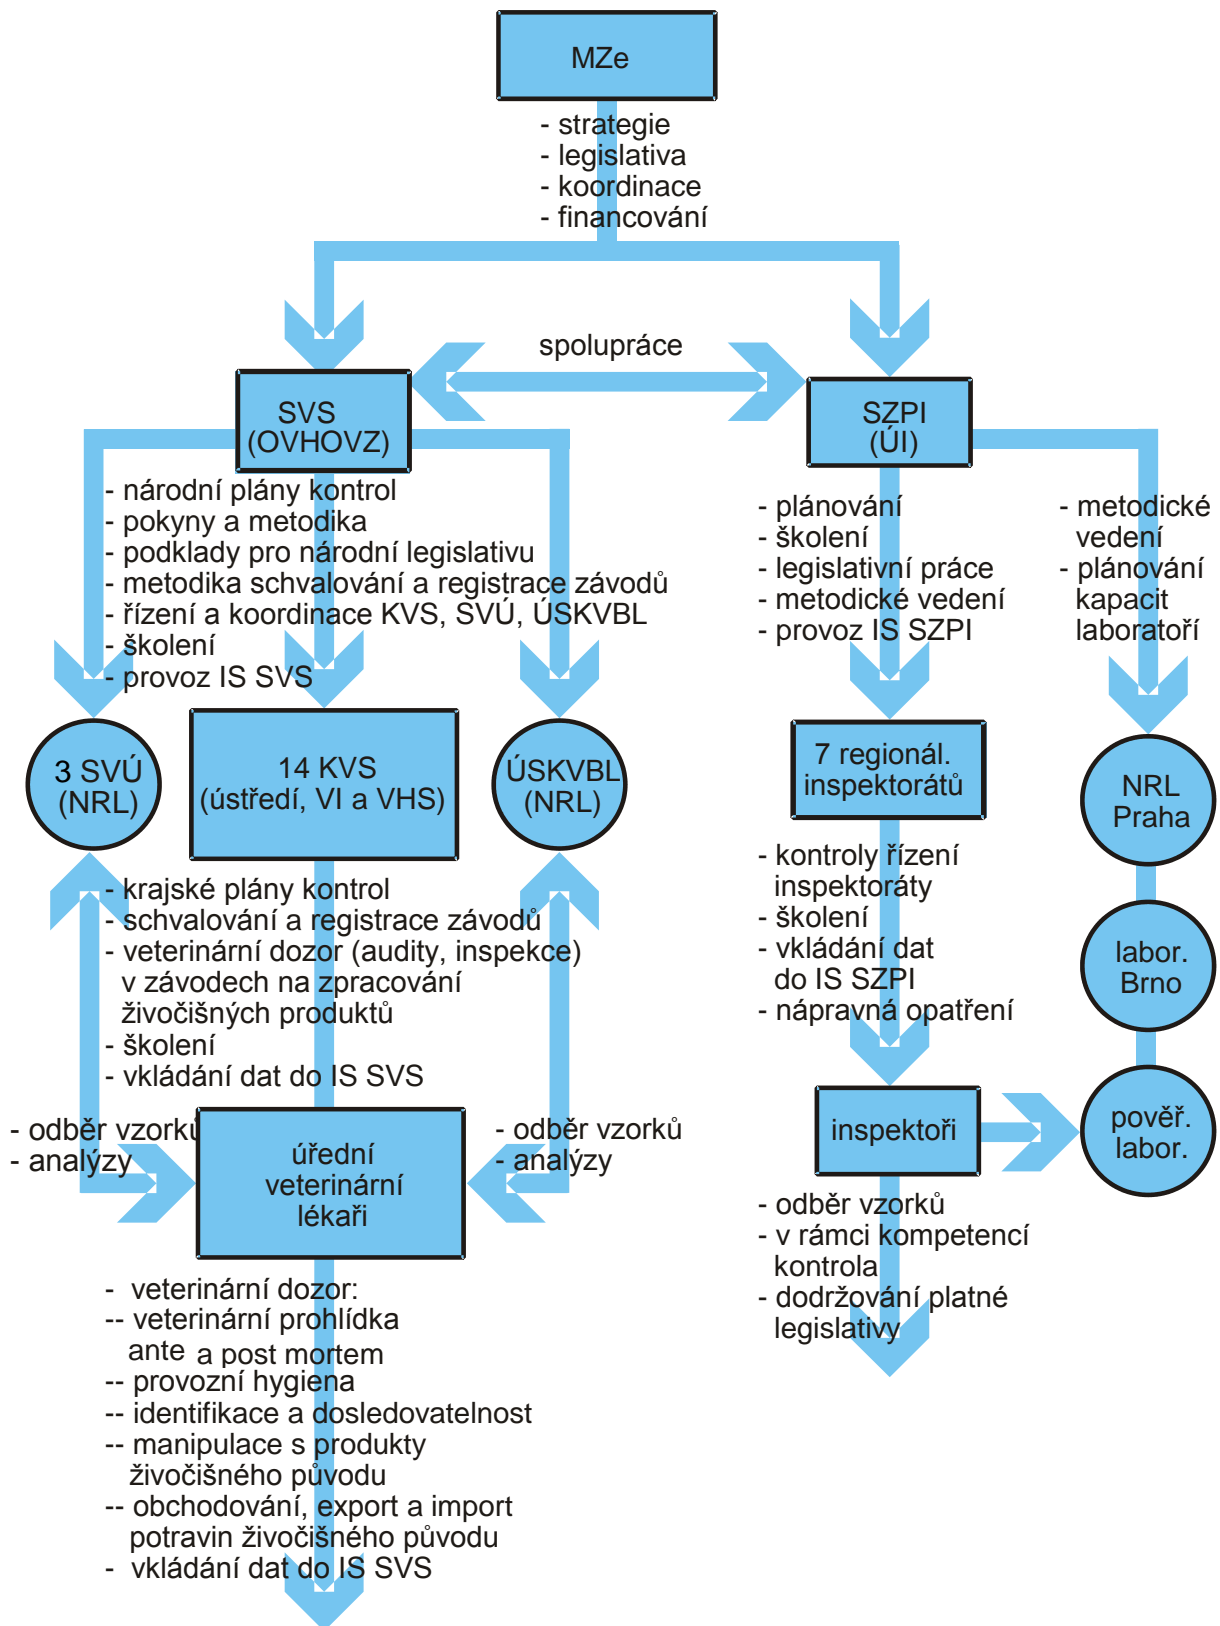 MZe
- strategie
- legislativa
- koordinace
- financování
spolupráce
SVS
(OVHOVZ)
SZPI
(ÚI)
- národní plány kontrol
- pokyny a metodika
- podklady pro národní legislativu
- metodika schvalování a registrace závodů
- řízení a koordinace KVS, SVÚ, ÚSKVBL
- školení
- provoz IS SVS
- plánování
- školení
- legislativní práce
- metodické vedení
- provoz IS SZPI
- metodické
vedení
- plánování
kapacit
laboratoří
3 SVÚ
(NRL)
14 KVS
(ústředí, VI a VHS)
ÚSKVBL
(NRL)
7 regionál.
inspektorátů
NRL
Praha
- krajské plány kontrol
- schvalování a registrace závodů
- veterinární dozor (audity, inspekce)
v závodech na zpracování
živočišných produktů
- školení
- vkládání dat do IS SVS
- kontroly řízení
inspektoráty
- školení
- vkládání dat
do IS SZPI
- nápravná opatření
labor.
Brno
- odběr vzorků
- analýzy
úřední
veterinární
lékaři
- odběr vzorků
- analýzy
inspektoři
pověř.
labor.
- odběr vzorků
- v rámci kompetencí
kontrola
- dodržování platné
legislativy
- veterinární dozor:
-- veterinární prohlídka
ante a post mortem
-- provozní hygiena
-- identifikace a dosledovatelnost
-- manipulace s produkty
živočišného původu
-- obchodování, export a import
potravin živočišného původu
- vkládání dat do IS SVS